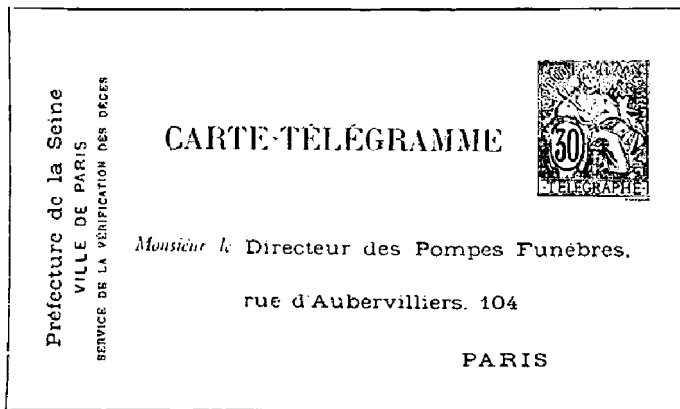 Préfecture de la Seine
VILLE DE PARIS
SERVICE DE LA VÉRIFICATION DES DÉCÈS
CARTE-TÉLÉGRAMME
30
TÉLÉGRAPHE
Monsieur le Directeur des Pompes Funèbres,
rue d'Aubervilliers, 104
PARIS